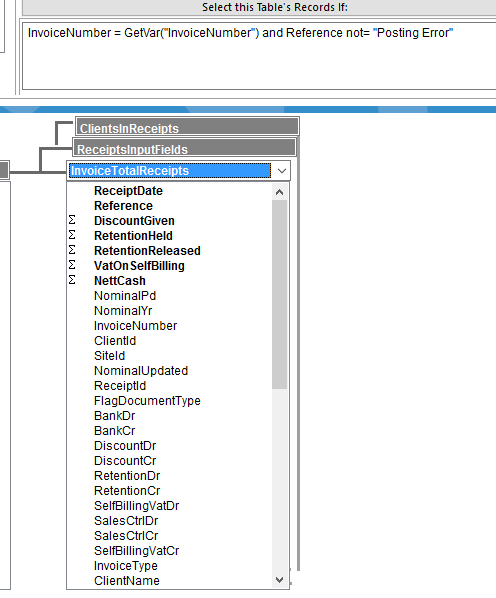 Select this Table's Records If:
InvoiceNumber = GetVar("InvoiceNumber") and Reference not= "Posting Error"
ClientsInReceipts
ReceiptsInputFields
InvoiceTotalReceipts
ReceiptDate
Reference
Σ DiscountGiven
Σ RetentionHeld
Σ RetentionReleased
Σ VatOnSelfBilling
Σ NettCash
NominalPd
NominalYr
InvoiceNumber
ClientId
SiteId
NominalUpdated
ReceiptId
FlagDocumentType
BankDr
BankCr
DiscountDr
DiscountCr
RetentionDr
RetentionCr
SelfBillingVatDr
SalesCtrlDr
SalesCtrlCr
SelfBillingVatCr
InvoiceType
ClientName